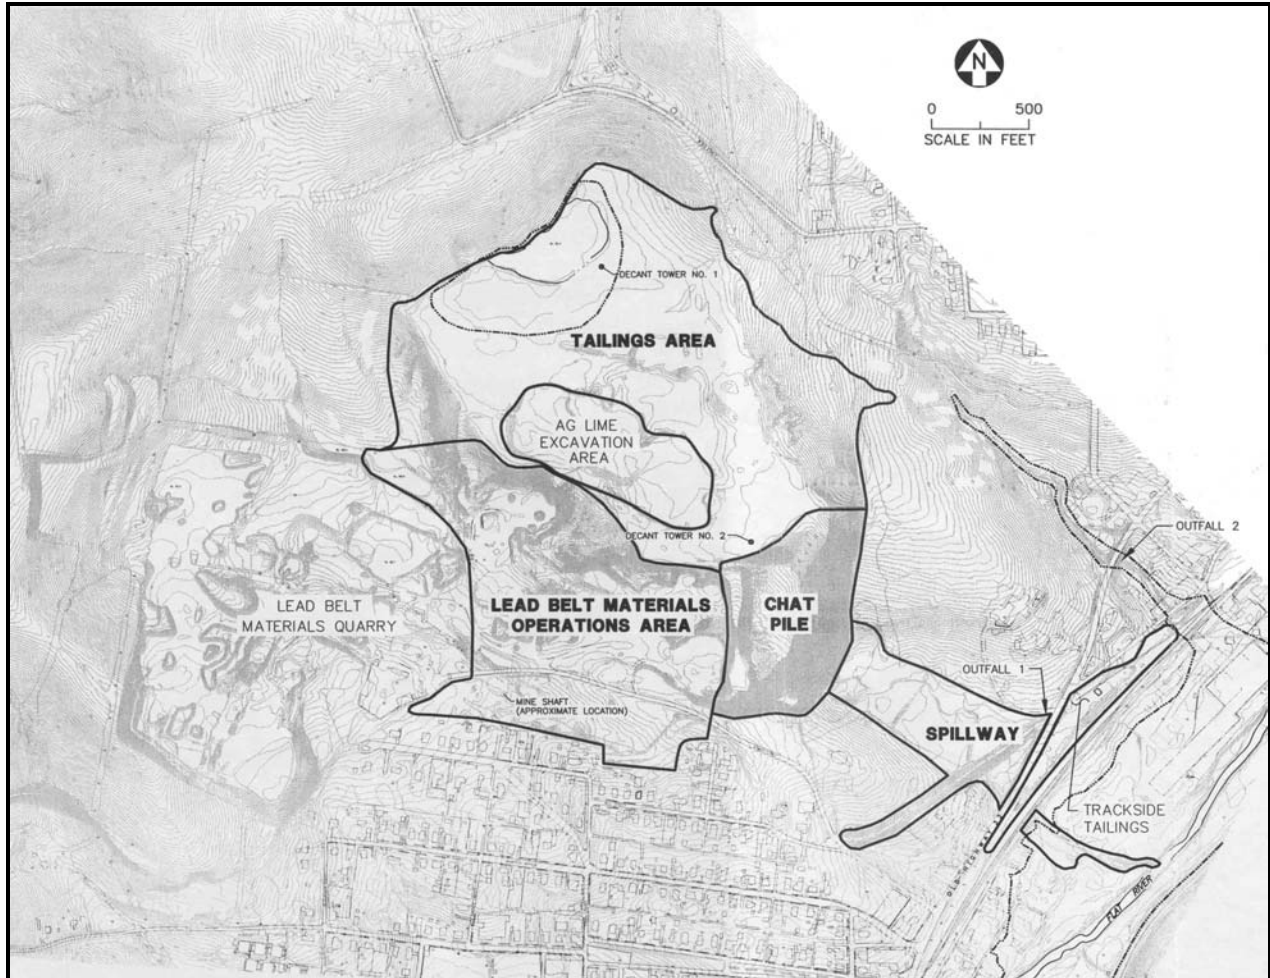 N
0 500
SCALE IN FEET
DECANT TOWER NO. 1
TAILINGS AREA
AG LIME
EXCAVATION
AREA
OUTFALL 2
DECANT TOWER NO. 2
LEAD BELT
MATERIALS QUARRY
LEAD BELT MATERIALS
OPERATIONS AREA
CHAT
PILE
OUTFALL 1
MINE SHAFT
(APPROXIMATE LOCATION)
SPILLWAY
TRACKSIDE
TAILINGS
OLD HIGHWAY
FLAT RIVER